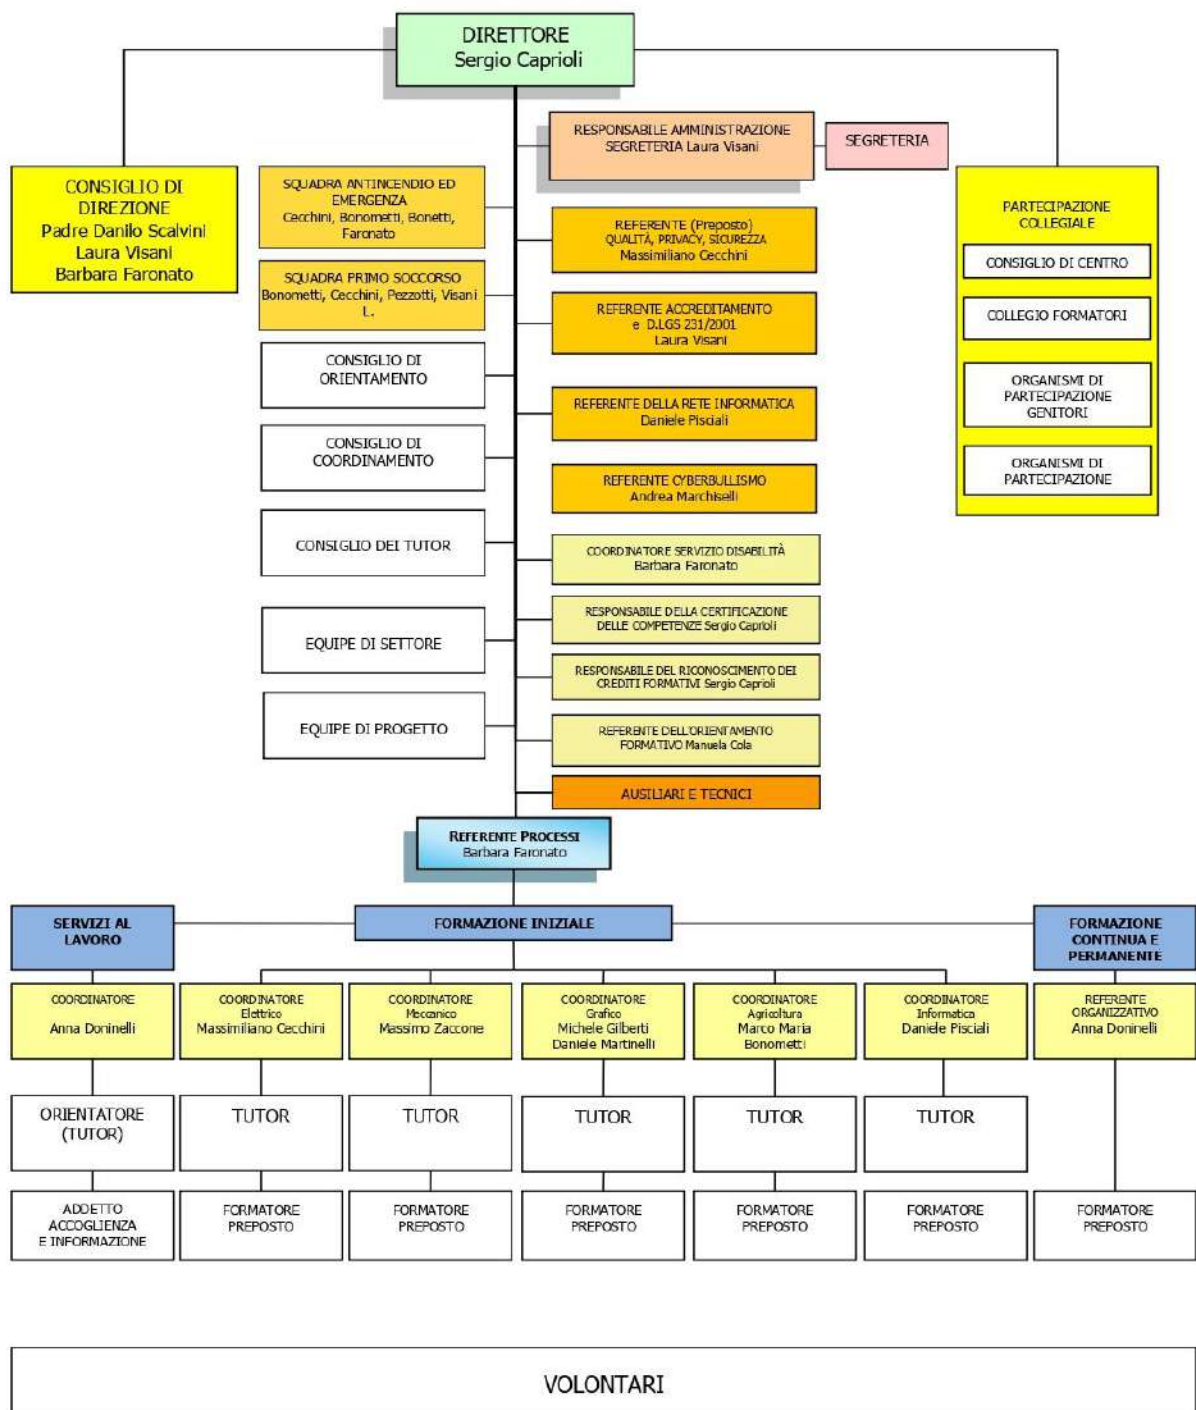 DIRETTORE
Sergio Caprioli
RESPONSABILE AMMINISTRAZIONE
SEGRETERIA Laura Visani
SEGRETERIA
CONSIGLIO DI
DIREZIONE
Padre Danilo Scalvini
Laura Visani
Barbara Faronato
SQUADRA ANTINCENDIO ED
EMERGENZA
Cecchini, Bonometti, Bonetti,
Faronato
SQUADRA PRIMO SOCCORSO
Bonometti, Cecchini, Pezzotti, Visani
L.
CONSIGLIO DI
ORIENTAMENTO
CONSIGLIO DI
COORDINAMENTO
CONSIGLIO DEI TUTOR
EQUIPE DI SETTORE
EQUIPE DI PROGETTO
REFERENTE (Preposto)
QUALITÀ, PRIVACY, SICUREZZA
Massimiliano Cecchini
REFERENTE ACCREDITAMENTO
e D.LGS 231/2001
Laura Visani
REFERENTE DELLA RETE INFORMATICA
Daniele Pisciali
REFERENTE CYBERBULLISMO
Andrea Marchiselli
COORDINATORE SERVIZIO DISABILITÀ
Barbara Faronato
RESPONSABILE DELLA CERTIFICAZIONE
DELLE COMPETENZE Sergio Caprioli
RESPONSABILE DEL RICONOSCIMENTO DEI
CREDITI FORMATIVI Sergio Caprioli
REFERENTE DELL'ORIENTAMENTO
FORMATIVO Manuela Cola
AUSILIARI E TECNICI
PARTECIPAZIONE
COLLEGIALE
CONSIGLIO DI CENTRO
COLLEGIO FORMATORI
ORGANISMI DI
PARTECIPAZIONE
GENITORI
ORGANISMI DI
PARTECIPAZIONE
REFERENTE PROCESSI
Barbara Faronato
SERVIZI AL
LAVORO
FORMAZIONE INIZIALE
FORMAZIONE
CONTINUA E
PERMANENTE
COORDINATORE
Anna Doninelli
COORDINATORE
Elettrico
Massimiliano Cecchini
COORDINATORE
Meccanico
Massimo Zaccone
COORDINATORE
Grafico
Michele Gilberti
Daniele Martinelli
COORDINATORE
Agricoltura
Marco Maria
Bonometti
COORDINATORE
Informatica
Daniele Pisciali
REFERENTE
ORGANIZZATIVO
Anna Doninelli
ORIENTATORE
(TUTOR)
TUTOR
TUTOR
TUTOR
TUTOR
TUTOR
ADDETTO
ACCOGLIENZA
E INFORMAZIONE
FORMATORE
PREPOSTO
FORMATORE
PREPOSTO
FORMATORE
PREPOSTO
FORMATORE
PREPOSTO
FORMATORE
PREPOSTO
FORMATORE
PREPOSTO
VOLONTARI